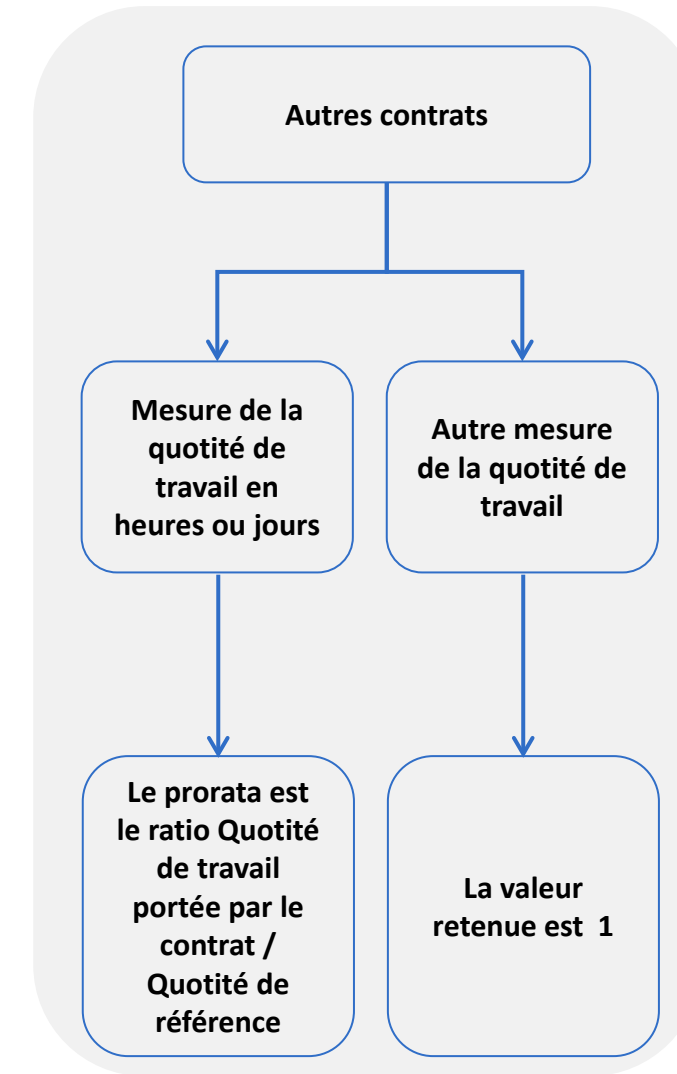 Autres contrats
Mesure de la
quotité de
travail en
heures ou jours
Autre mesure
de la quotité de
travail
Le prorata est
le ratio Quotité
de travail
portée par le
contrat /
Quotité de
référence
La valeur
retenue est 1